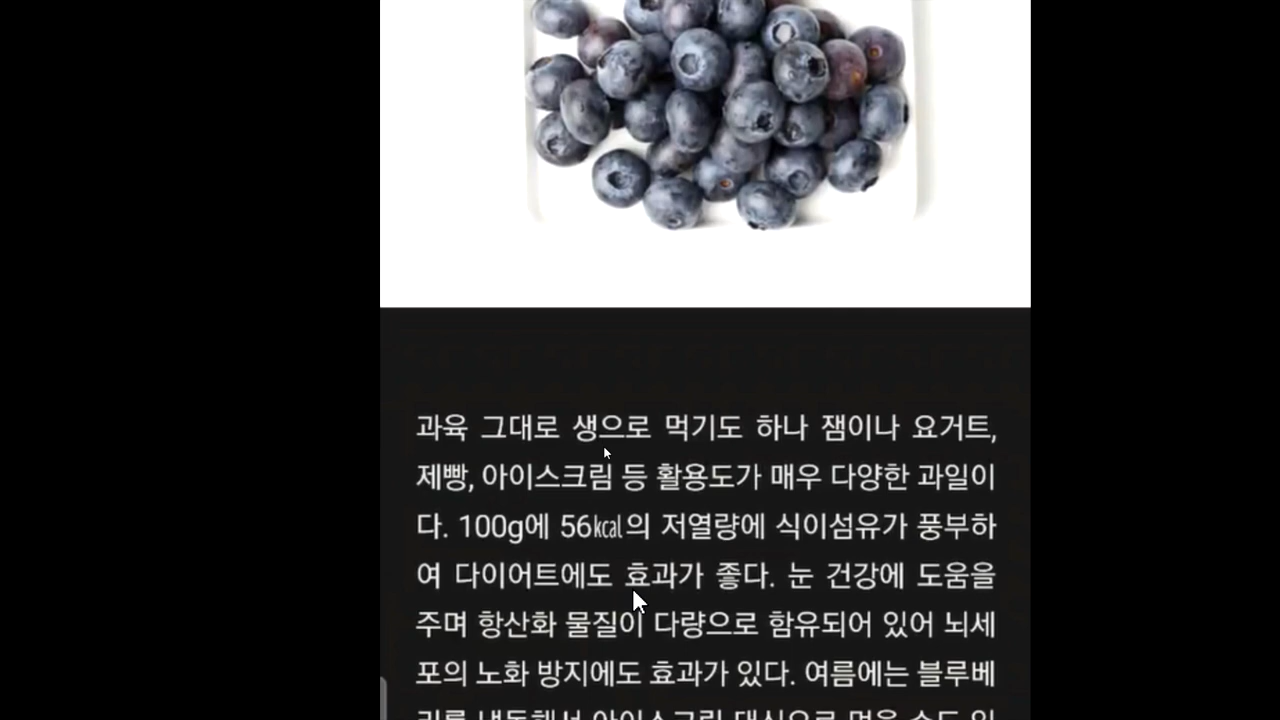 과육 그대로 생으로 먹기도 하나 잼이나 요거트,
제빵, 아이스크림 등 활용도가 매우 다양한 과일이
다. 100g에 56㎉의 저열량에 식이섬유가 풍부하
여 다이어트에도 효과가 좋다. 눈 건강에 도움을
주며 항산화 물질이 다량으로 함유되어 있어 뇌세
포의 노화 방지에도 효과가 있다. 여름에는 블루베